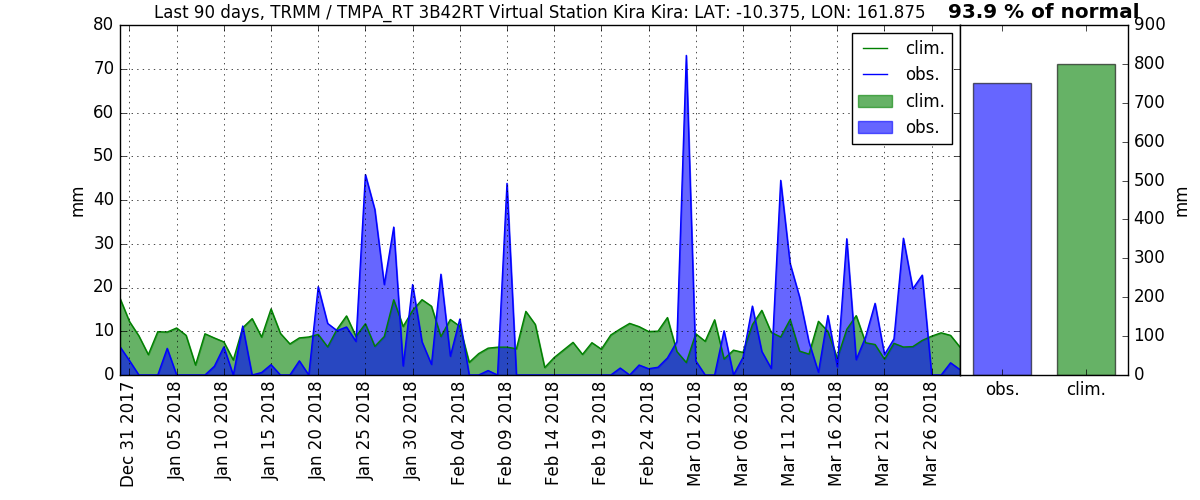 Last 90 days, TRMM / TMPA_RT 3B42RT Virtual Station Kira Kira: LAT: -10.375, LON: 161.875
93.9 % of normal
80
70
60
50
40
30
20
10
0
mm
clim.
obs.
clim.
obs.
Dec 31 2017
Jan 05 2018
Jan 10 2018
Jan 15 2018
Jan 20 2018
Jan 25 2018
Jan 30 2018
Feb 04 2018
Feb 09 2018
Feb 14 2018
Feb 19 2018
Feb 24 2018
Mar 01 2018
Mar 06 2018
Mar 11 2018
Mar 16 2018
Mar 21 2018
Mar 26 2018
900
800
700
600
500
400
300
200
100
0
mm
obs.
clim.